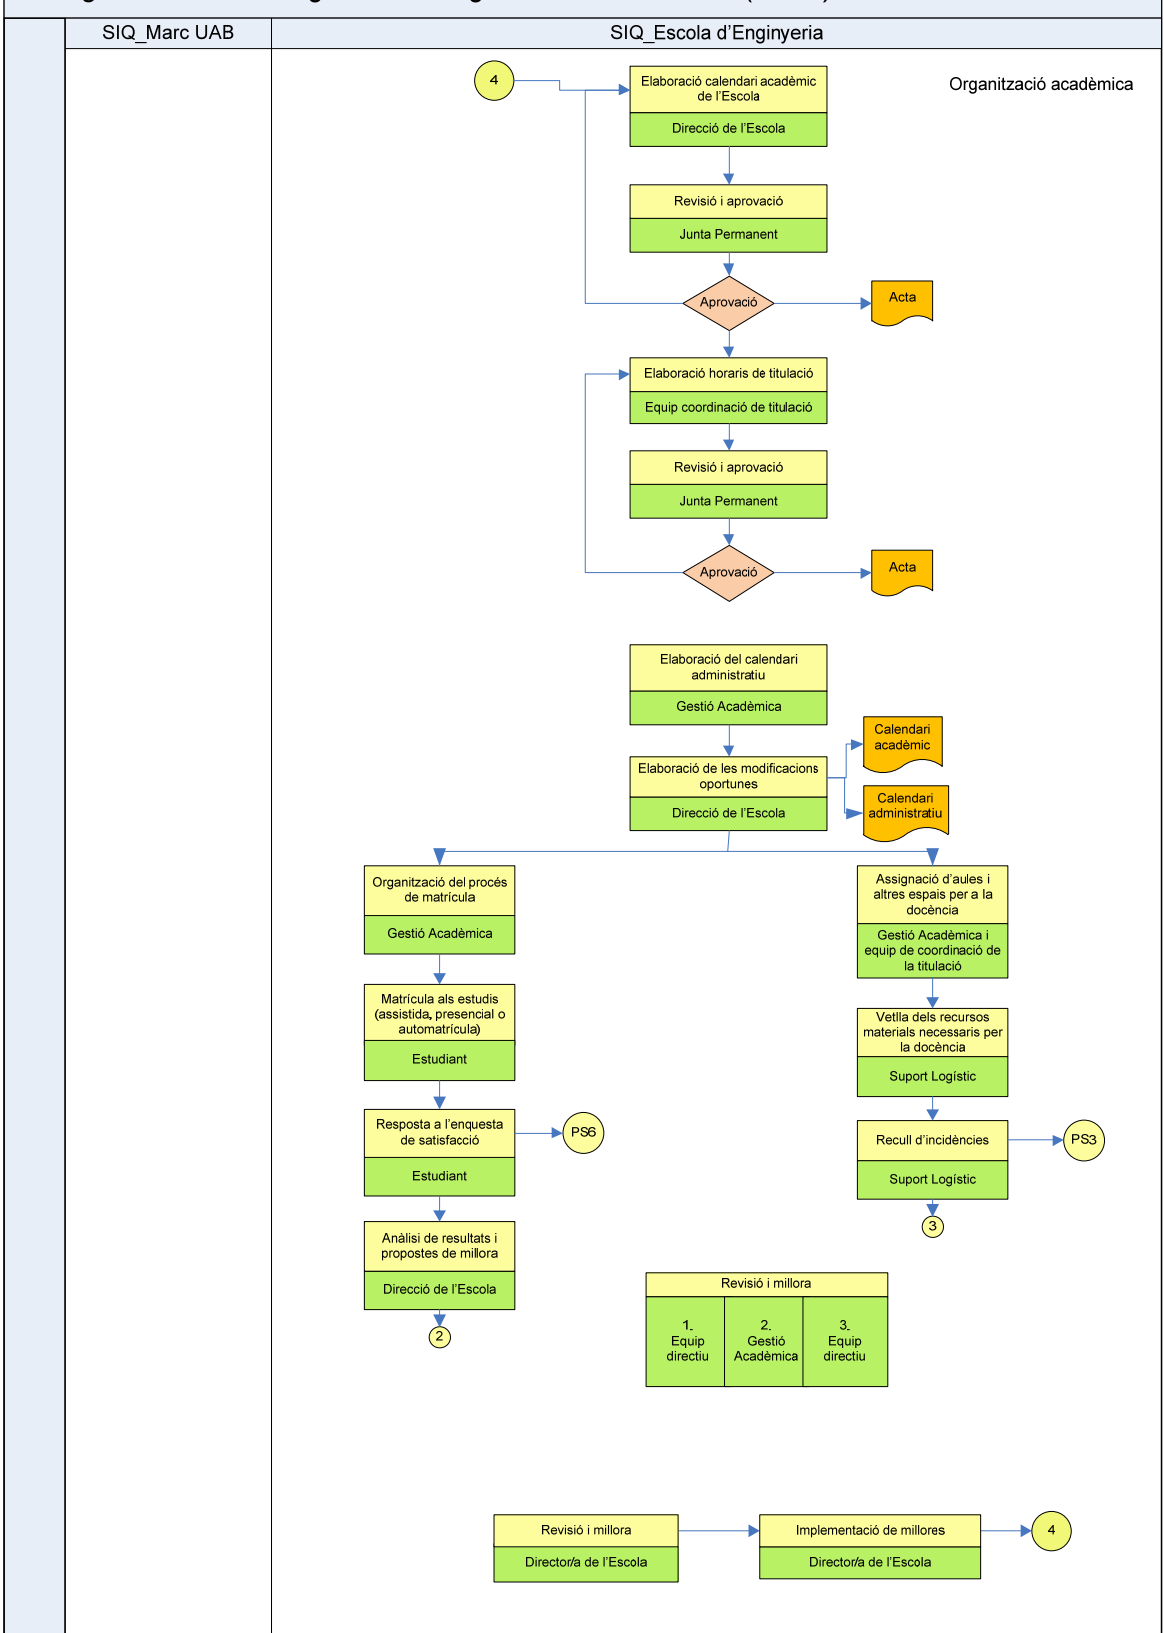 SIQ_Marc UAB
SIQ_Escola d'Enginyeria
Organització acadèmica
4
Elaboració calendari acadèmic
de l'Escola
Direcció de l'Escola
Revisió i aprovació
Junta Permanent
Aprovació
Acta
Elaboració horaris de titulació
Equip coordinació de titulació
Revisió i aprovació
Junta Permanent
Aprovació
Acta
Elaboració del calendari
administratiu
Gestió Acadèmica
Calendari
acadèmic
Elaboració de les modificacions
oportunes
Direcció de l'Escola
Calendari
administratiu
Organització del procés
de matrícula
Gestió Acadèmica
Matrícula als estudis
(assistida, presencial o
automatrícula)
Estudiant
Resposta a l'enquesta
de satisfacció
Estudiant
PS6
Anàlisi de resultats i
propostes de millora
Direcció de l'Escola
2
Assignació d'aules i
altres espais per a la
docència
Gestió Acadèmica i
equip de coordinació de
la titulació
Vetlla dels recursos
materials necessaris per
la docència
Suport Logístic
Recull d'incidències
Suport Logístic
PS3
3
Revisió i millora
1.
Equip
directiu
2.
Gestió
Acadèmica
3.
Equip
directiu
Revisió i millora
Director/a de l'Escola
Implementació de millores
Director/a de l'Escola
4